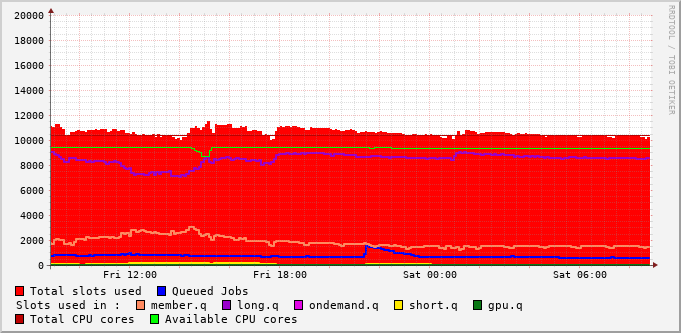 RRDTOOL / TOBI OETIKER
20000
18000
16000
14000
12000
10000
8000
6000
4000
2000
0
Fri 12:00 Fri 18:00 Sat 00:00 Sat 06:00
Total slots used Queued Jobs
Slots used in : member.q long.q ondemand.q short.q gpu.q
Total CPU cores Available CPU cores